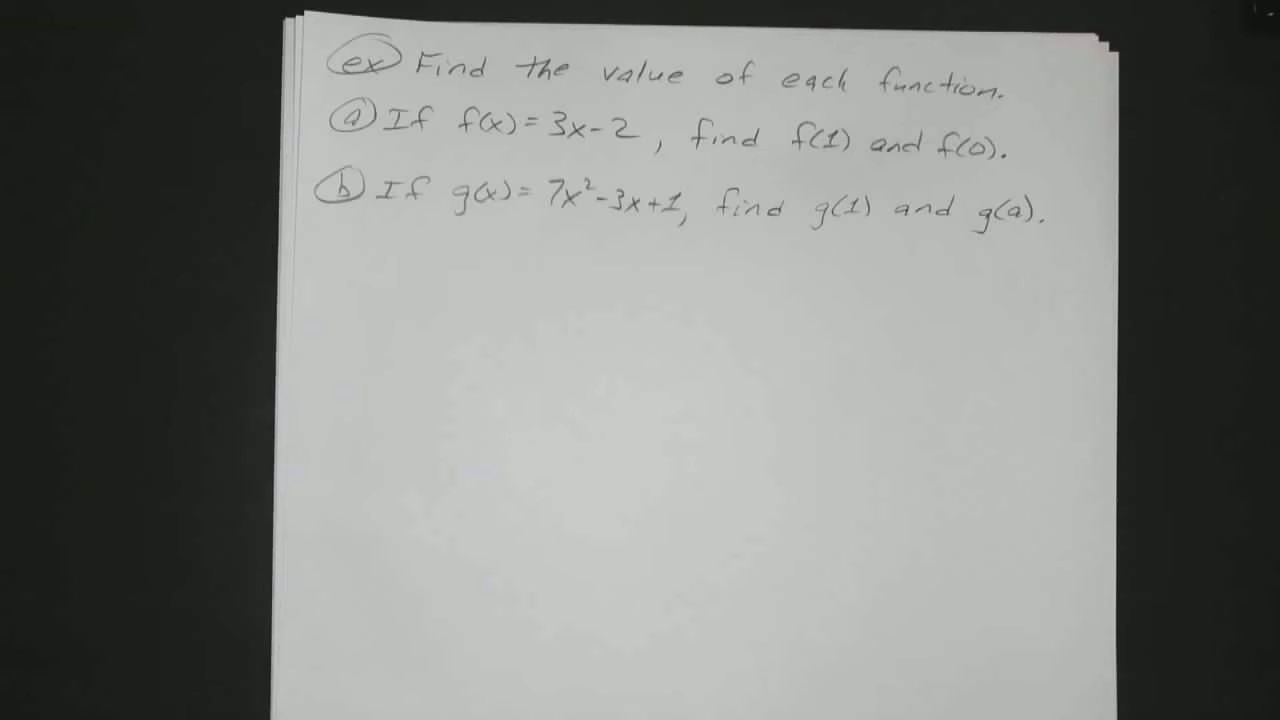 ex Find the value of each function.
a If f(x)=3x-2, find f(1) and f(0).
b If g(x)=7x²-3x+1, find g(1) and g(a).